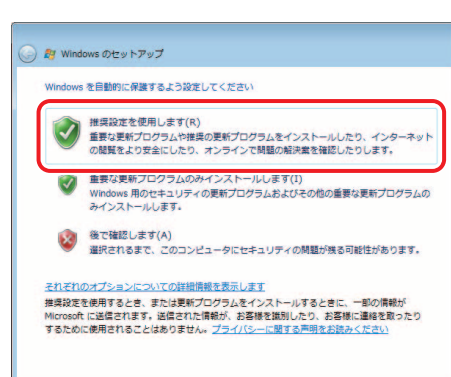 Windows のセットアップ
Windows を自動的に保護するよう設定してください
推奨設定を使用します(R)
重要な更新プログラムや推奨の更新プログラムをインストールしたり、インターネット
の閲覧をより安全にしたり、オンラインで問題の解決策を確認したりします。
重要な更新プログラムのみインストールします(I)
Windows 用のセキュリティの更新プログラムおよびその他の重要な更新プログラムの
みインストールします。
後で確認します(A)
選択されるまで、このコンピュータにセキュリティの問題が残る可能性があります。
それぞれのオプションについての詳細情報を表示します
推奨設定を使用するとき、または更新プログラムをインストールするときに、一部の情報が
Microsoft に送信されます。送信された情報が、お客様を識別したり、お客様に連絡を取ったり
するために使用されることはありません。プライバシーに関する声明をお読みください